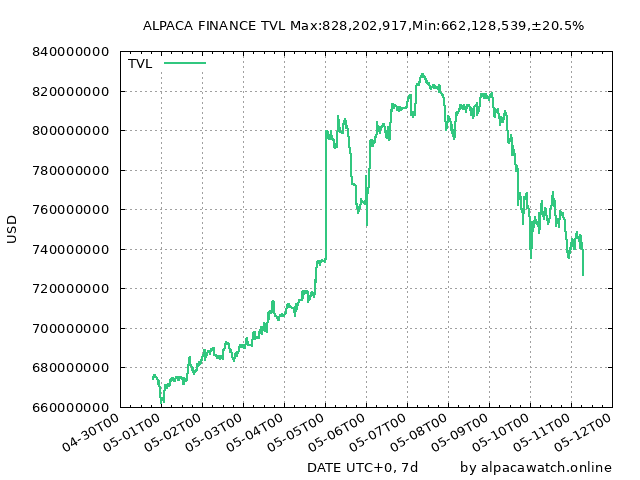 ALPACA FINANCE TVL Max:828,202,917,Min:662,128,539,±20.5%
TVL
840000000
820000000
800000000
780000000
760000000
740000000
720000000
700000000
680000000
660000000
USD
04-30T00
05-01T00
05-02T00
05-03T00
05-04T00
05-05T00
05-06T00
05-07T00
05-08T00
05-09T00
05-10T00
05-11T00
05-12T00
DATE UTC+0, 7d
by alpacawatch.online